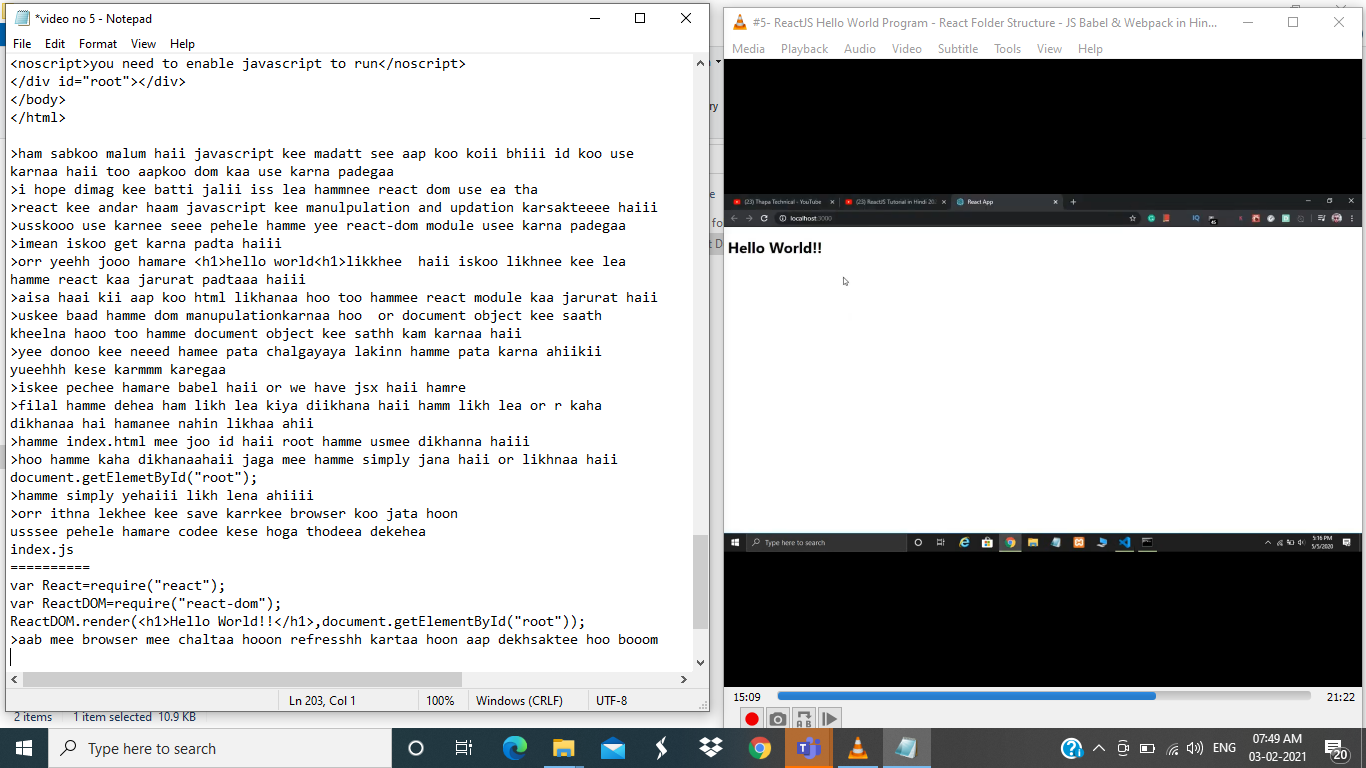 *video no 5 - Notepad
File Edit Format View Help
<noscript>you need to enable javascript to run</noscript>
</div id="root"></div>
</body>
</html>
>ham sabkoo malum haii javascript kee madatt see aap koo koii bhiii id koo use
karnaa haii too aapkoo dom kaa use karna padegaa
>i hope dimag kee batti jalii iss lea hammnee react dom use ea tha
>react kee andar haam javascript kee manulpulation and updation karsakteeee haiii
>usskooo use karnee seee pehele hamme yee react-dom module usee karna padegaa
>imean iskoo get karna padta haiii
>orr yeehh jooo hamare <h1>hello world<h1>likkhee  haii iskoo likhnee kee lea
hamme react kaa jarurat padtaaa haiii
>aisa haai kii aap koo html likhanaa hoo too hammee react module kaa jarurat haii
>uskee baad hamme dom manupulationkarnaa hoo  or document object kee saath
kheelna haoo too hamme document object kee sathh kam karnaa haii
>yee donoo kee neeed hamee pata chalgayaya lakinn hamme pata karna ahiikii
yueehhh kese karmmm karegaa
>iskee pechee hamare babel haii or we have jsx haii hamre
>filal hamme dehea ham likh lea kiya diikhana haii hamm likh lea or r kaha
dikhanaa hai hamanee nahin likhaa ahii
>hamme index.html mee joo id haii root hamme usmee dikhanna haiii
>hoo hamme kaha dikhanaahaii jaga mee hamme simply jana haii or likhnaa haii
document.getElemetById("root");
>hamme simply yehaiii likh lena ahiiii
>orr ithna lekhee kee save karrkee browser koo jata hoon
usssee pehele hamare codee kese hoga thodeea dekehea
index.js
==========
var React=require("react");
var ReactDOM=require("react-dom");
ReactDOM.render(<h1>Hello World!!</h1>,document.getElementById("root"));
>aab mee browser mee chaltaa hooon refresshh kartaa hoon aap dekhsaktee hoo booom
Ln 203, Col 1 100% Windows (CRLF) UTF-8
2 items 1 item selected 10.9 KB
#5- ReactJS Hello World Program - React Folder Structure - JS Babel & Webpack in Hin...
Media Playback Audio Video Subtitle Tools View Help
(23) Thapa Technical - YouTube (23) ReactJS Tutorial in Hindi 20 React App
localhost:3000
Hello World!!
Type here to search
5:16 PM
5/5/2020
15:09 21:22
Type here to search
ENG
07:49 AM
03-02-2021
20